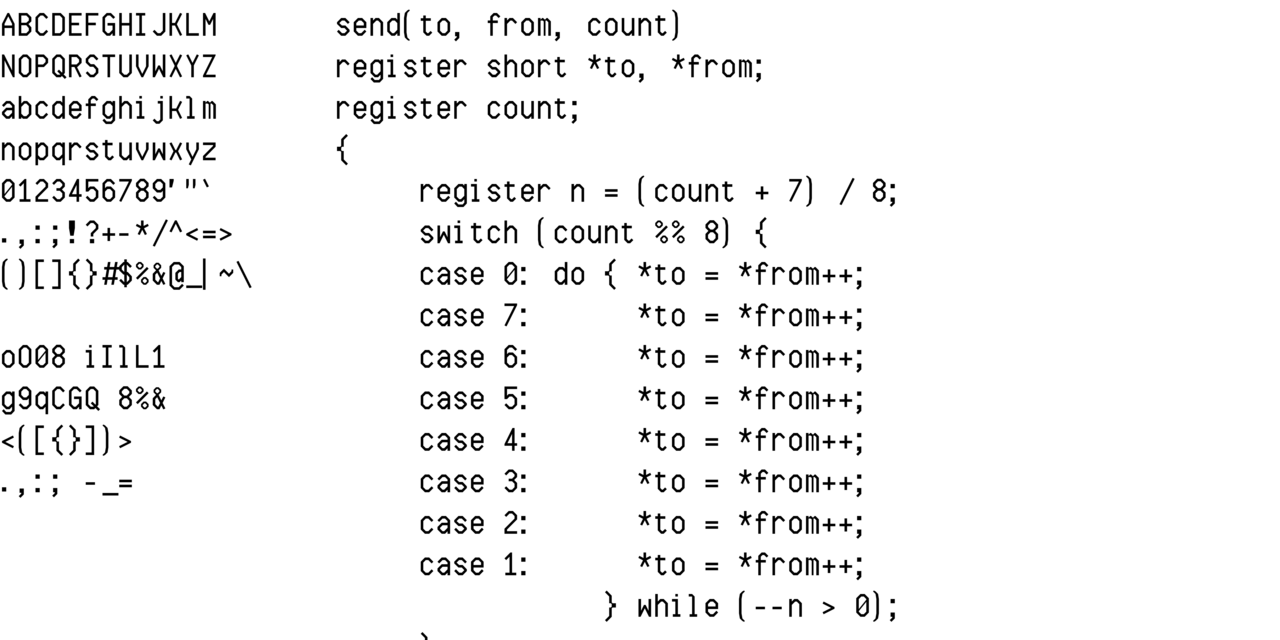 ABCDEFGHIJKLM
NOPQRSTUVWXYZ
abcdefghijklm
nopqrstuvwxyz
0123456789'"`
.,:;!?+-*/^<=>
()[]{}#$%&@_|~\
oO08 iIlL1
g9qCGQ 8%&
<([{}])>
.,:; -_=
send(to, from, count)
register short *to, *from;
register count;
{
    register n = (count + 7) / 8;
    switch (count %% 8) {
    case 0: do { *to = *from++;
    case 7:      *to = *from++;
    case 6:      *to = *from++;
    case 5:      *to = *from++;
    case 4:      *to = *from++;
    case 3:      *to = *from++;
    case 2:      *to = *from++;
    case 1:      *to = *from++;
               } while (--n > 0);
    }